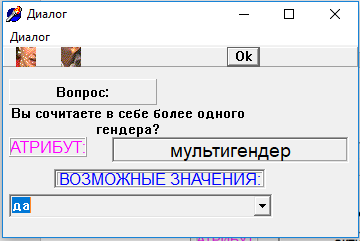 Диалог
Диалог
Ok
Вопрос:
Вы сочитаете в себе более одного
гендера?
АТРИБУТ:
мультигендер
ВОЗМОЖНЫЕ ЗНАЧЕНИЯ:
да